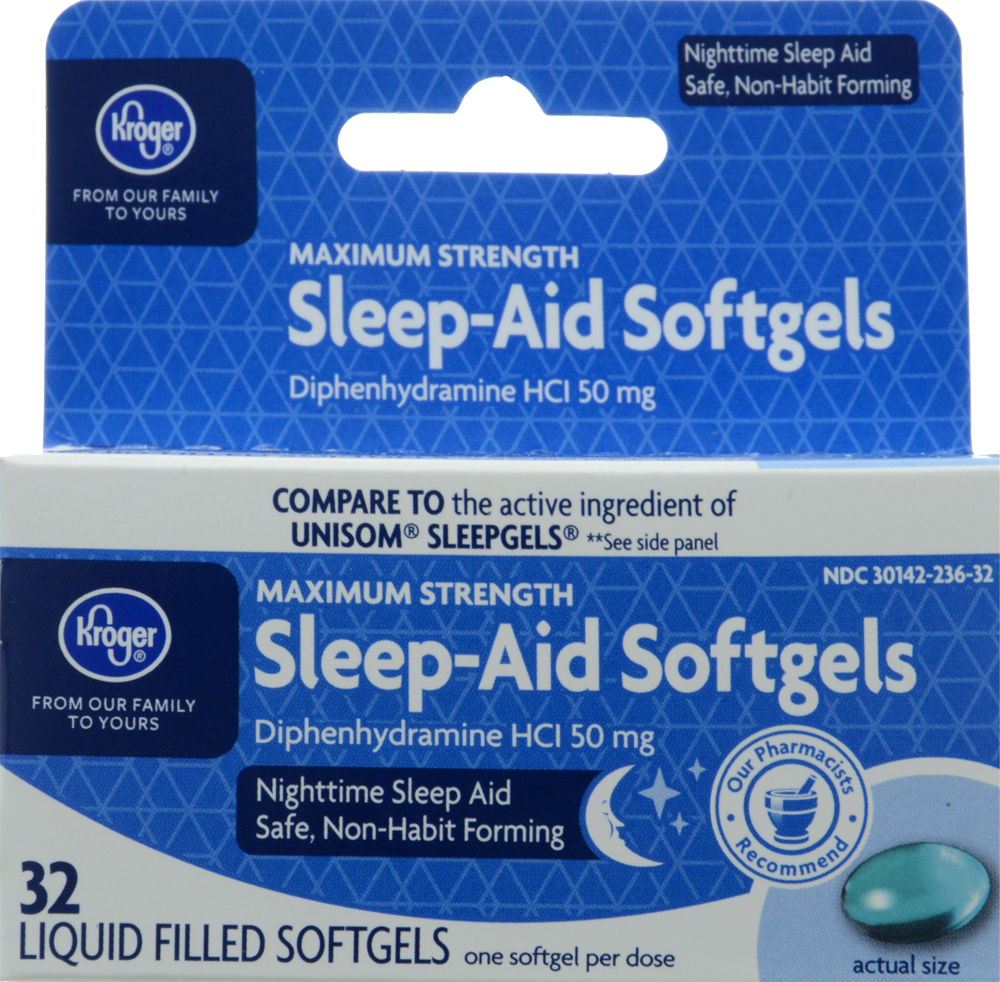 Nighttime Sleep Aid
Safe, Non-Habit Forming
Kroger®
FROM OUR FAMILY
TO YOURS
MAXIMUM STRENGTH
Sleep-Aid Softgels
Diphenhydramine HCl 50 mg
COMPARE TO the active ingredient of
UNISOM® SLEEPGELS® **See side panel
NDC 30142-236-32
Kroger®
FROM OUR FAMILY
TO YOURS
MAXIMUM STRENGTH
Sleep-Aid Softgels
Diphenhydramine HCl 50 mg
Nighttime Sleep Aid
Safe, Non-Habit Forming
Our Pharmacists
• Recommend •
32
LIQUID FILLED SOFTGELS one softgel per dose
actual size